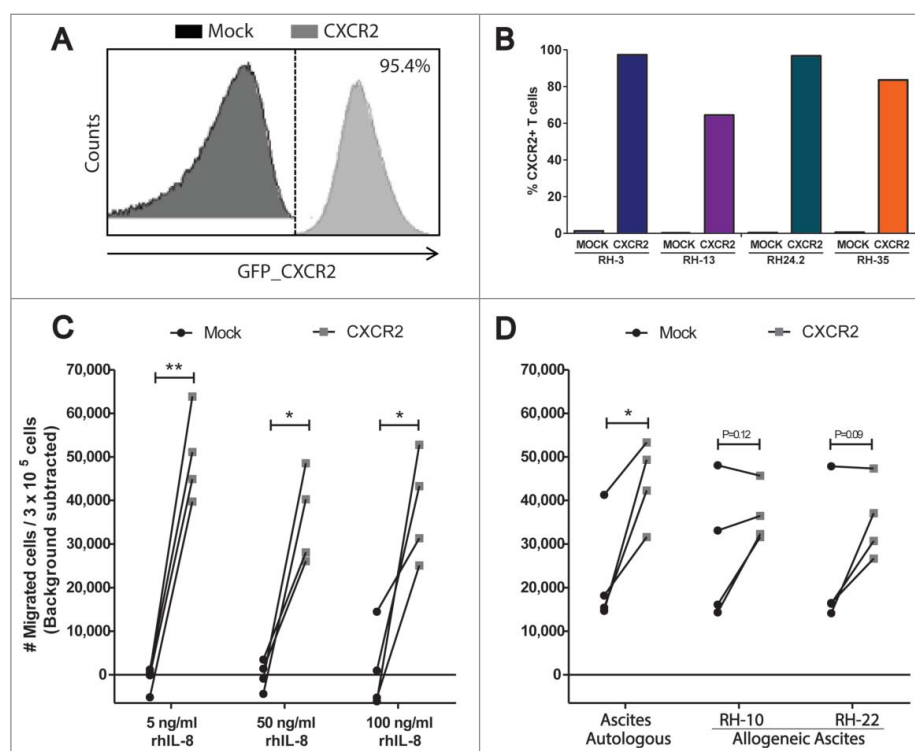 A
Mock CXCR2
95.4%
Counts
GFP_CXCR2
B
% CXCR2+ T cells
100
80
60
40
20
0
MOCK CXCR2 MOCK CXCR2 MOCK CXCR2 MOCK CXCR2
RH-3 RH-13 RH24.2 RH-35
C
Mock CXCR2
# Migrated cells / 3 x 10 5 cells
(Background subtracted)
70,000
60,000
50,000
40,000
30,000
20,000
10,000
0
** * *
5 ng/ml 50 ng/ml 100 ng/ml
rhIL-8 rhIL-8 rhIL-8
D
Mock CXCR2
70,000
60,000
50,000
40,000
30,000
20,000
10,000
0
* P=0.12 P=0.09
Ascites RH-10 RH-22
Autologous Allogeneic Ascites